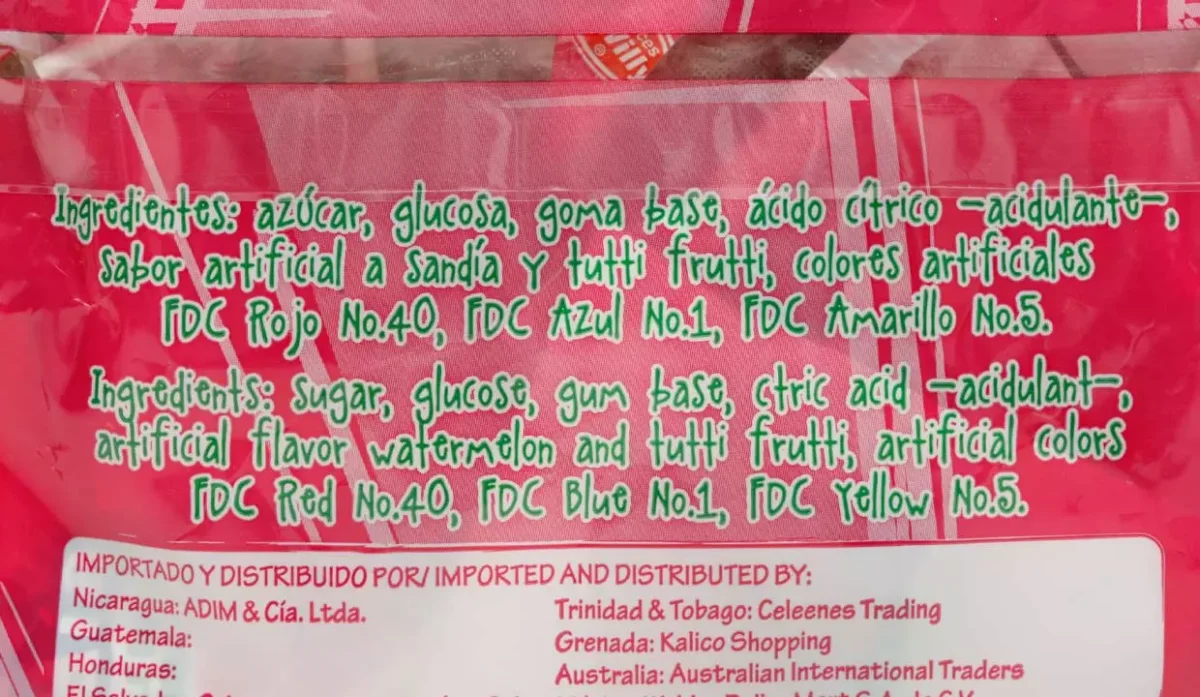 ces
Willy
Ingredientes: azúcar, glucosa, goma base, ácido cítrico -acidulante-,
sabor artificial a sandía y tutti frutti, colores artificiales
FDC Rojo No.40, FDC Azul No.1, FDC Amarillo No.5.
Ingredients: Sugar, glucose, gum base, ctric acid -acidulant-,
artificial flavor watermelon and tutti frutti, artificial colors
FDC Red No.40, FDC Blue No.1, FDC Yellow No.5.
IMPORTADO Y DISTRIBUIDO POR/ IMPORTED AND DISTRIBUTED BY:
Nicaragua: ADIM & Cía. Ltda.
Guatemala:
Honduras:
Trinidad & Tobago: Celeenes Trading
Grenada: Kalico Shopping
Australia: Australian International Traders